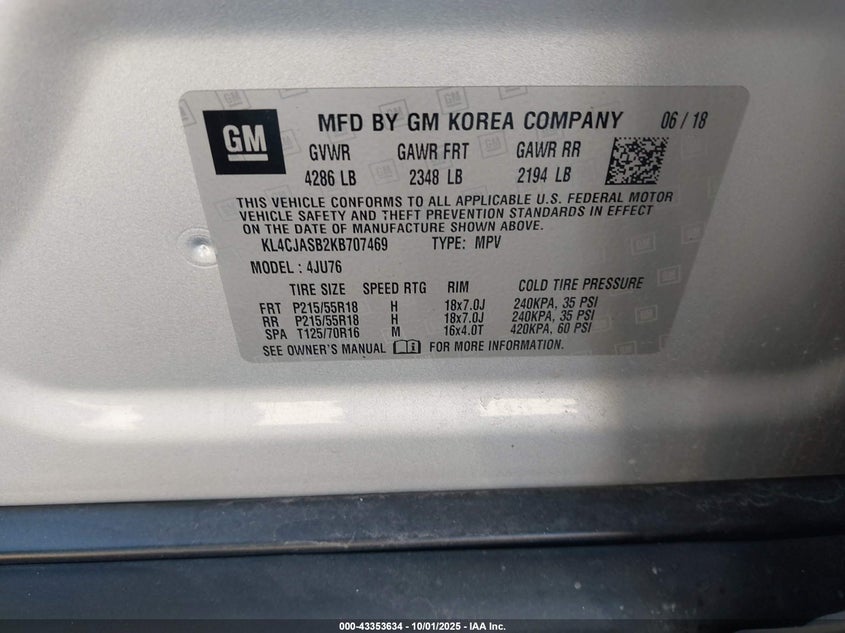 GM
MFD BY GM KOREA COMPANY 06 / 18
GVWR GAWR FRT GAWR RR
4286 LB 2348 LB 2194 LB
THIS VEHICLE CONFORMS TO ALL APPLICABLE U.S. FEDERAL MOTOR
VEHICLE SAFETY AND THEFT PREVENTION STANDARDS IN EFFECT
ON THE DATE OF MANUFACTURE SHOWN ABOVE.
KL4CJASB2KB707469 TYPE: MPV
MODEL : 4JU76
TIRE SIZE SPEED RTG RIM COLD TIRE PRESSURE
FRT P215/55R18 H 18x7.0J 240KPA, 35 PSI
RR P215/55R18 H 18x7.0J 240KPA, 35 PSI
SPA T125/70R16 M 16x4.0T 420KPA, 60 PSI
SEE OWNER'S MANUAL FOR MORE INFORMATION.
000-43353634 - 10/01/2025 - IAA Inc.